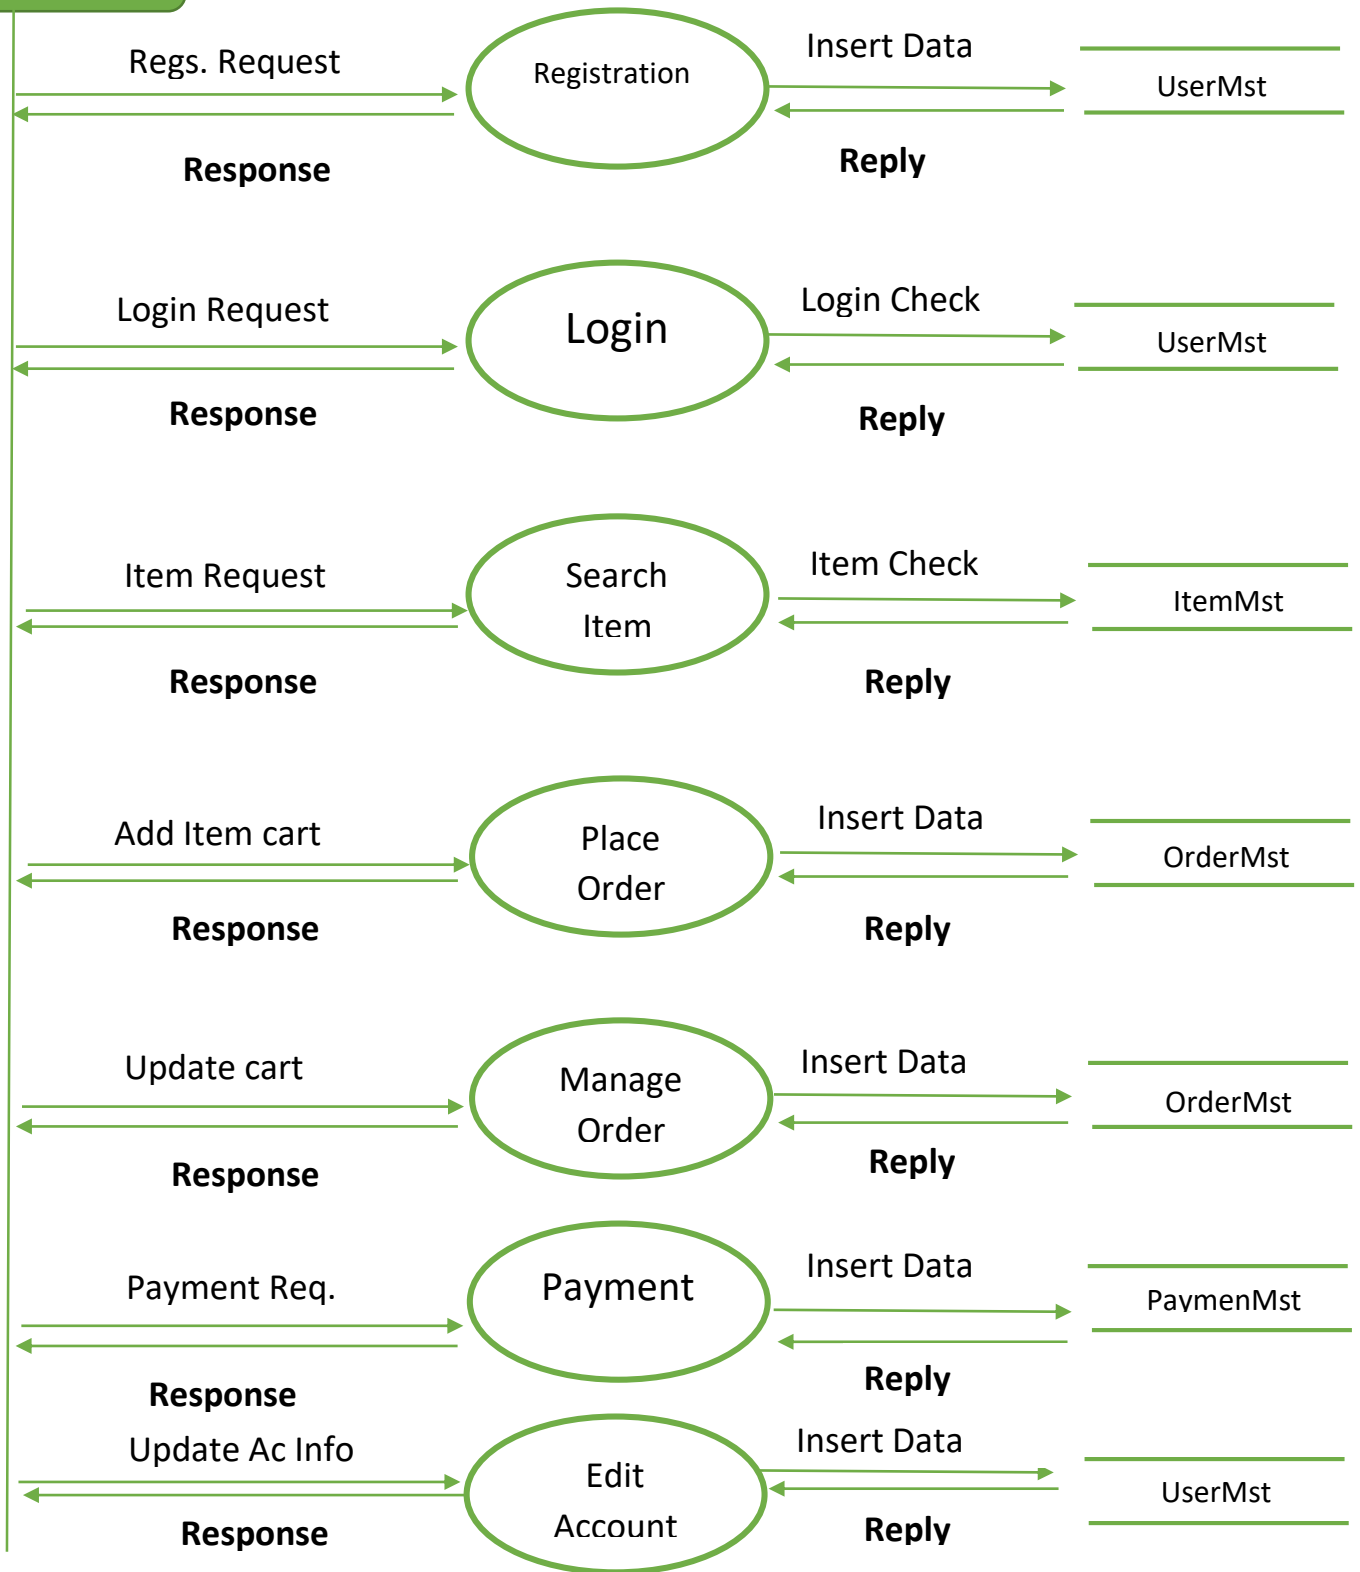 Regs. Request
Registration
Insert Data
UserMst
Response
Reply
Login Request
Login
Login Check
UserMst
Response
Reply
Item Request
Search
Item
Item Check
ItemMst
Response
Reply
Add Item cart
Place
Order
Insert Data
OrderMst
Response
Reply
Update cart
Manage
Order
Insert Data
OrderMst
Response
Reply
Payment Req.
Payment
Insert Data
PaymenMst
Response
Reply
Update Ac Info
Edit
Account
Insert Data
UserMst
Response
Reply